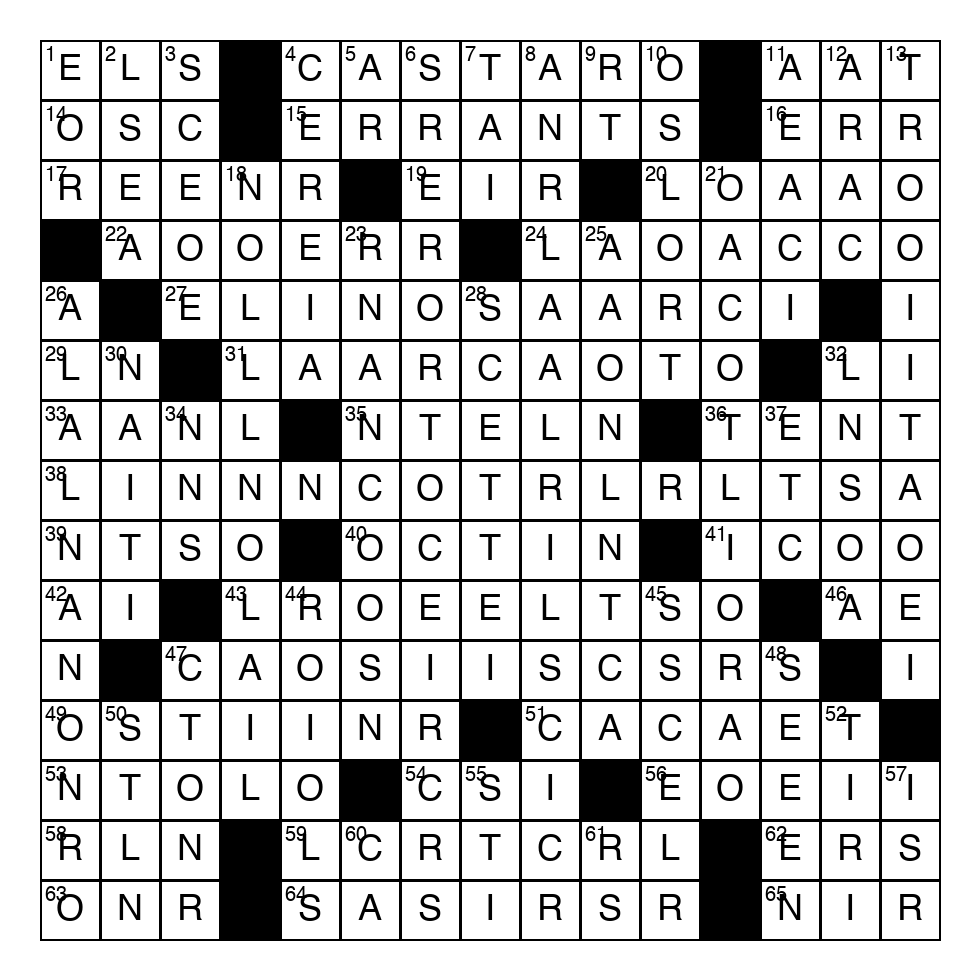 1E 2L 3S 4C 5A 6S 7T 8A 9R 10O 11A 12A 13T
14O S C 15E R R A N T S 16E R R
17R E E 18N R 19E I R 20L 21O A A O
22A O O E 23R R 24L 25A O A C C O
26A 27E L I N O 28S A A R C I I
29L 30N 31L A A R C A O T O 32L I
33A A 34N L 35N T E L N 36T 37E N T
38L I N N N C O T R L R L T S A
39N T S O 40O C T I N 41I C O O
42A I 43L 44R O E E L T 45S O 46A E
N 47C A O S I I S C S R 48S I
49O 50S T I I N R 51C A C A E 52T
53N T O L O 54C 55S I 56E O E I 57I
58R L N 59L 60C R T C 61R L 62E R S
63O N R 64S A S I R S R 65N I R